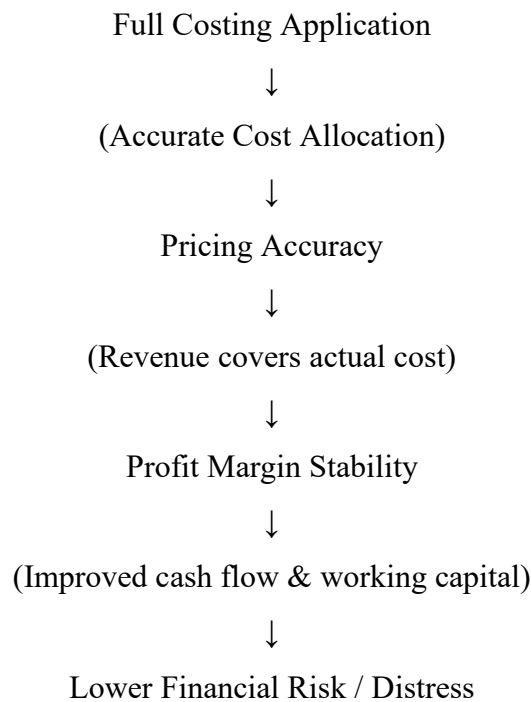 Full Costing Application
↓
(Accurate Cost Allocation)
↓
Pricing Accuracy
↓
(Revenue covers actual cost)
↓
Profit Margin Stability
↓
(Improved cash flow & working capital)
↓
Lower Financial Risk / Distress